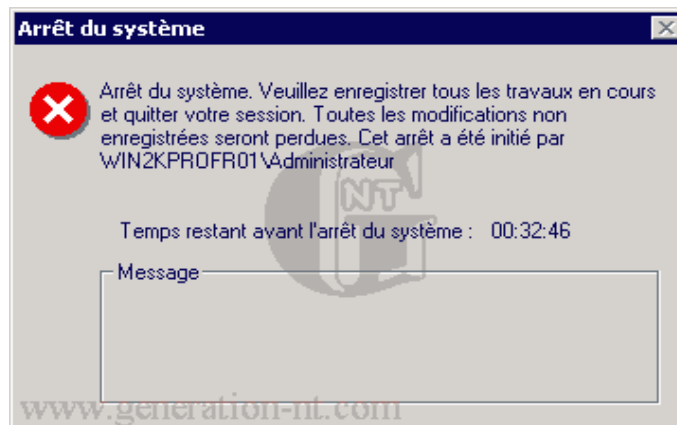 Arrêt du système
Arrêt du système. Veuillez enregistrer tous les travaux en cours
et quitter votre session. Toutes les modifications non
enregistrées seront perdues. Cet arrêt a été initié par
WIN2KPROFR01\Administrateur
GNT
Temps restant avant l'arrêt du système : 00:32:46
Message
www.generation-nt.com